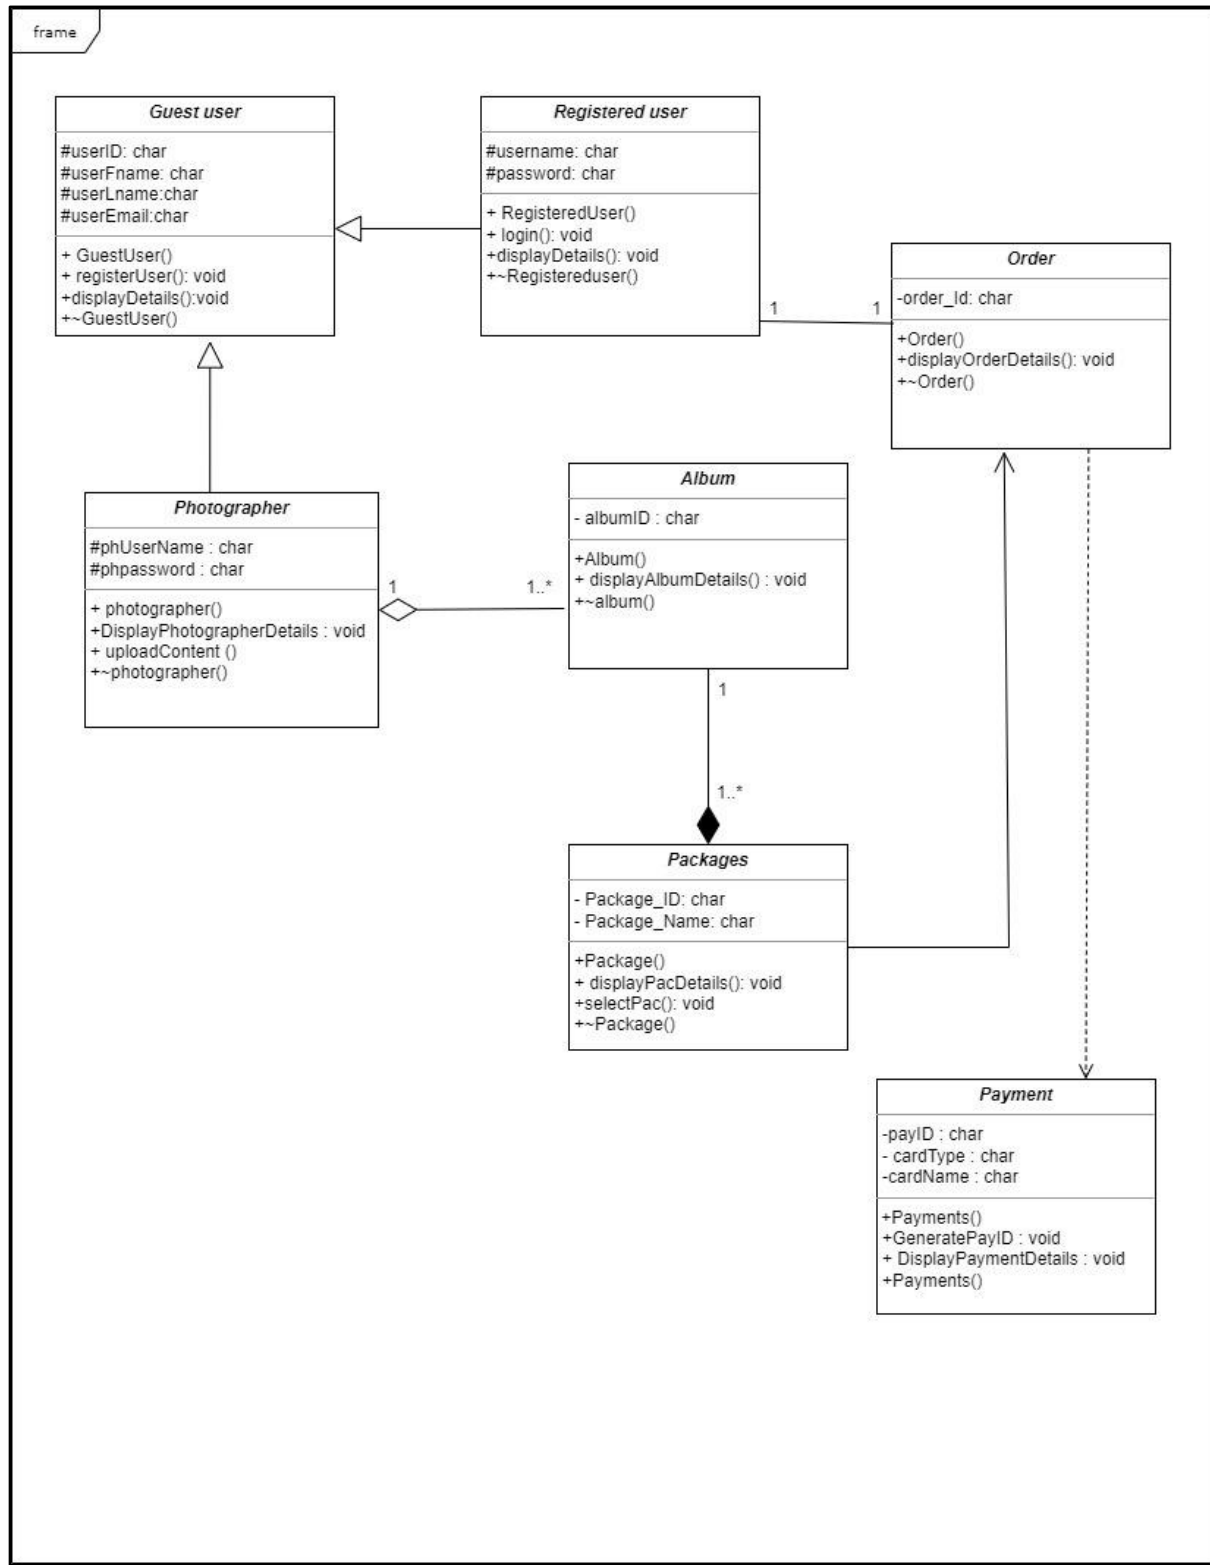 frame
Guest user
#userID: char
#userFname: char
#userLname:char
#userEmail:char
+ GuestUser()
+ registerUser(): void
+displayDetails():void
+~GuestUser()
Registered user
#username: char
#password: char
+ RegisteredUser()
+ login(): void
+displayDetails(): void
+~Registereduser()
1
1
Order
-order_Id: char
+Order()
+displayOrderDetails(): void
+~Order()
Photographer
#phUserName : char
#phpassword : char
+ photographer()
+DisplayPhotographerDetails : void
+ uploadContent ()
+~photographer()
1
1..*
Album
- albumID : char
+Album()
+ displayAlbumDetails() : void
+~album()
1
1..*
Packages
- Package_ID: char
- Package_Name: char
+Package()
+ displayPacDetails(): void
+selectPac(): void
+~Package()
Payment
-payID : char
- cardType : char
-cardName : char
+Payments()
+GeneratePayID : void
+ DisplayPaymentDetails : void
+Payments()